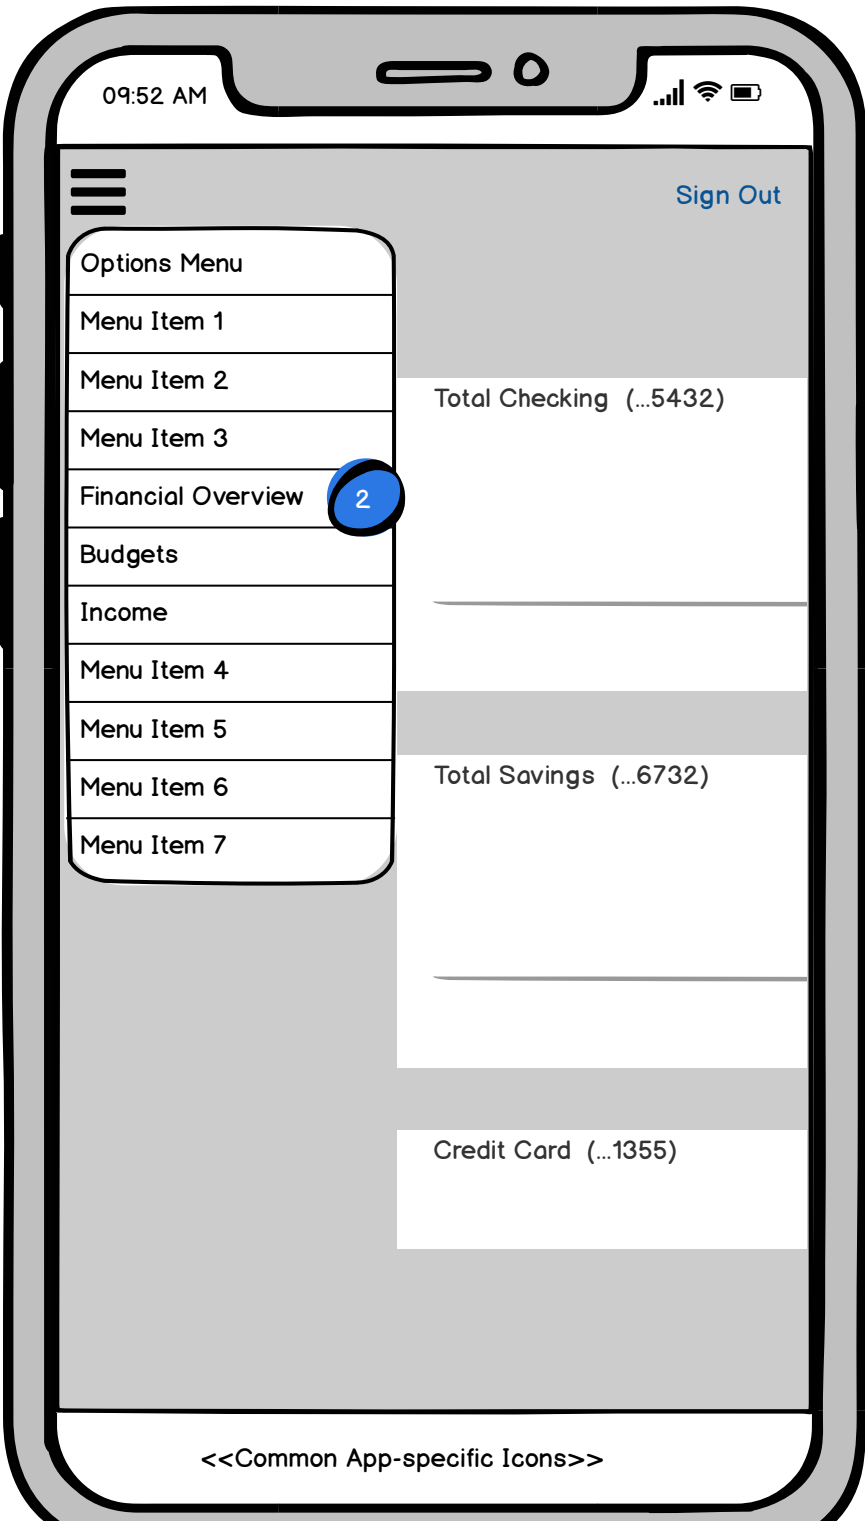 09:52 AM
Sign Out
Options Menu
Menu Item 1
Menu Item 2
Menu Item 3
Financial Overview 2
Budgets
Income
Menu Item 4
Menu Item 5
Menu Item 6
Menu Item 7
Total Checking (...5432)
Total Savings (...6732)
Credit Card (...1355)
<<Common App-specific Icons>>